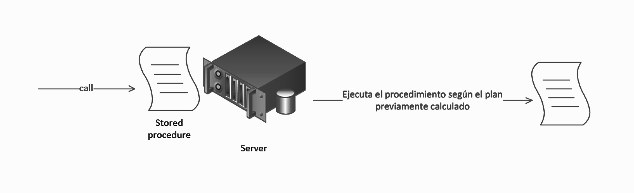 call
Stored
procedure
Server
Ejecuta el procedimiento según el plan
previamente calculado